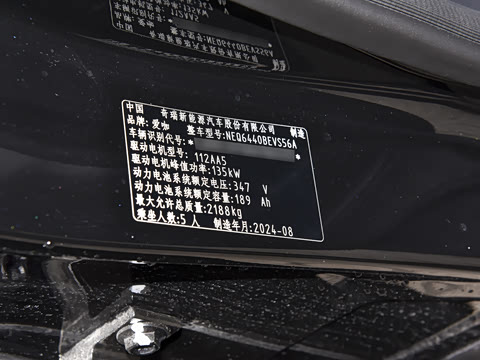 中国 奇瑞新能源汽车股份有限公司 制造
品牌:爱咖 整车型号:NEQ6440BEVS56A
车辆识别代号:* *
驱动电机型号:112AA5
驱动电机峰值功率:135kW
动力电池系统额定电压:347 V
动力电池系统额定容量:189 Ah
最大允许总质量:2188kg
乘坐人数:5 人 制造年月:2024-08